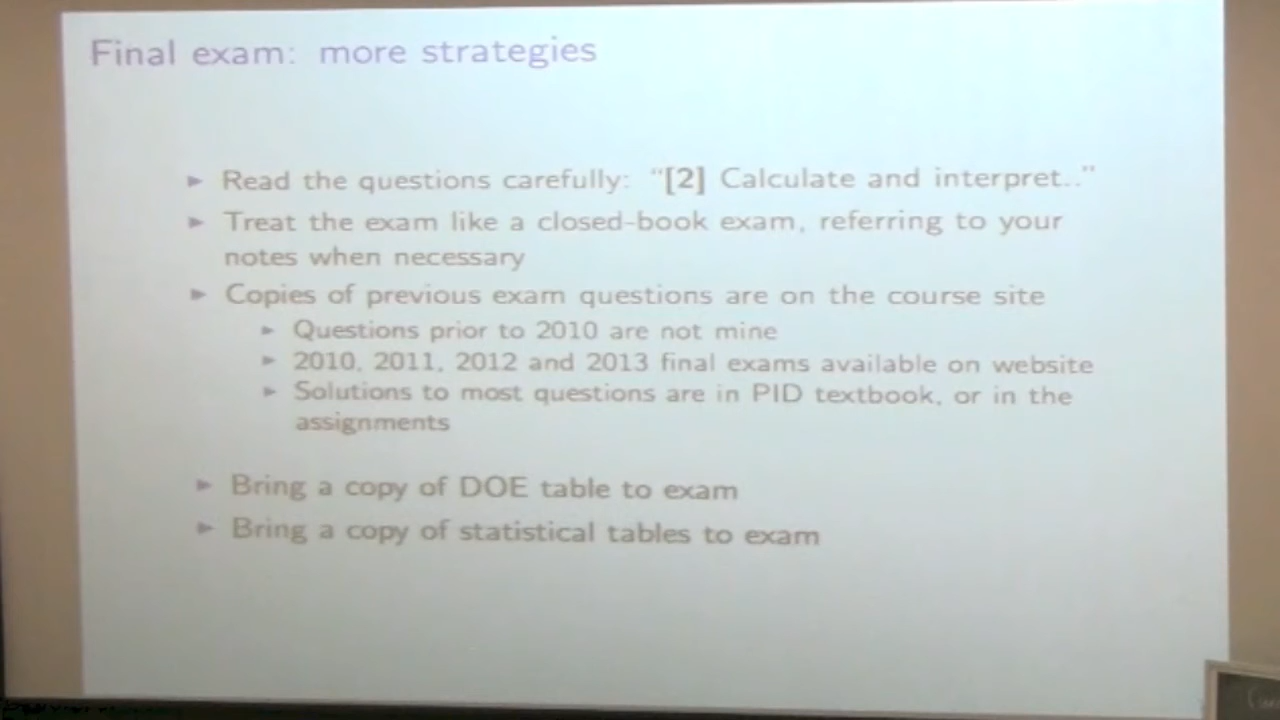 Final exam: more strategies
► Read the questions carefully: "[2] Calculate and interpret.."
► Treat the exam like a closed-book exam, referring to your
notes when necessary
► Copies of previous exam questions are on the course site
► Questions prior to 2010 are not mine
► 2010, 2011, 2012 and 2013 final exams available on website
► Solutions to most questions are in PID textbook, or in the
assignments
► Bring a copy of DOE table to exam
► Bring a copy of statistical tables to exam